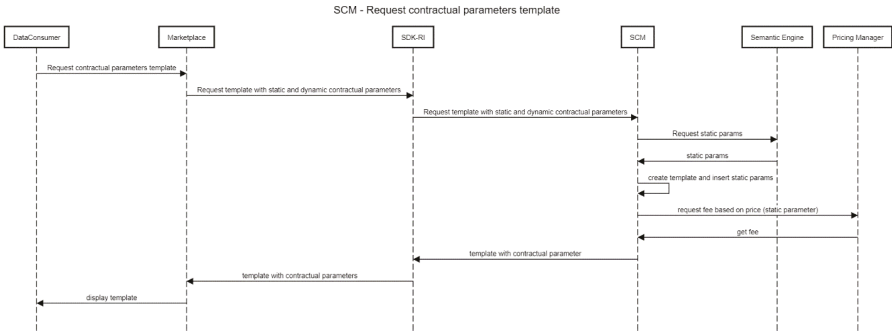 SCM - Request contractual parameters template
DataConsumer
Marketplace
SDK-RI
SCM
Semantic Engine
Pricing Manager
Request contractual parameters template
Request template with static and dynamic contractual parameters
Request template with static and dynamic contractual parameters
Request static params
static params
create template and insert static params
request fee based on price (static parameter)
get fee
template with contractual parameter
template with contractual parameters
display template